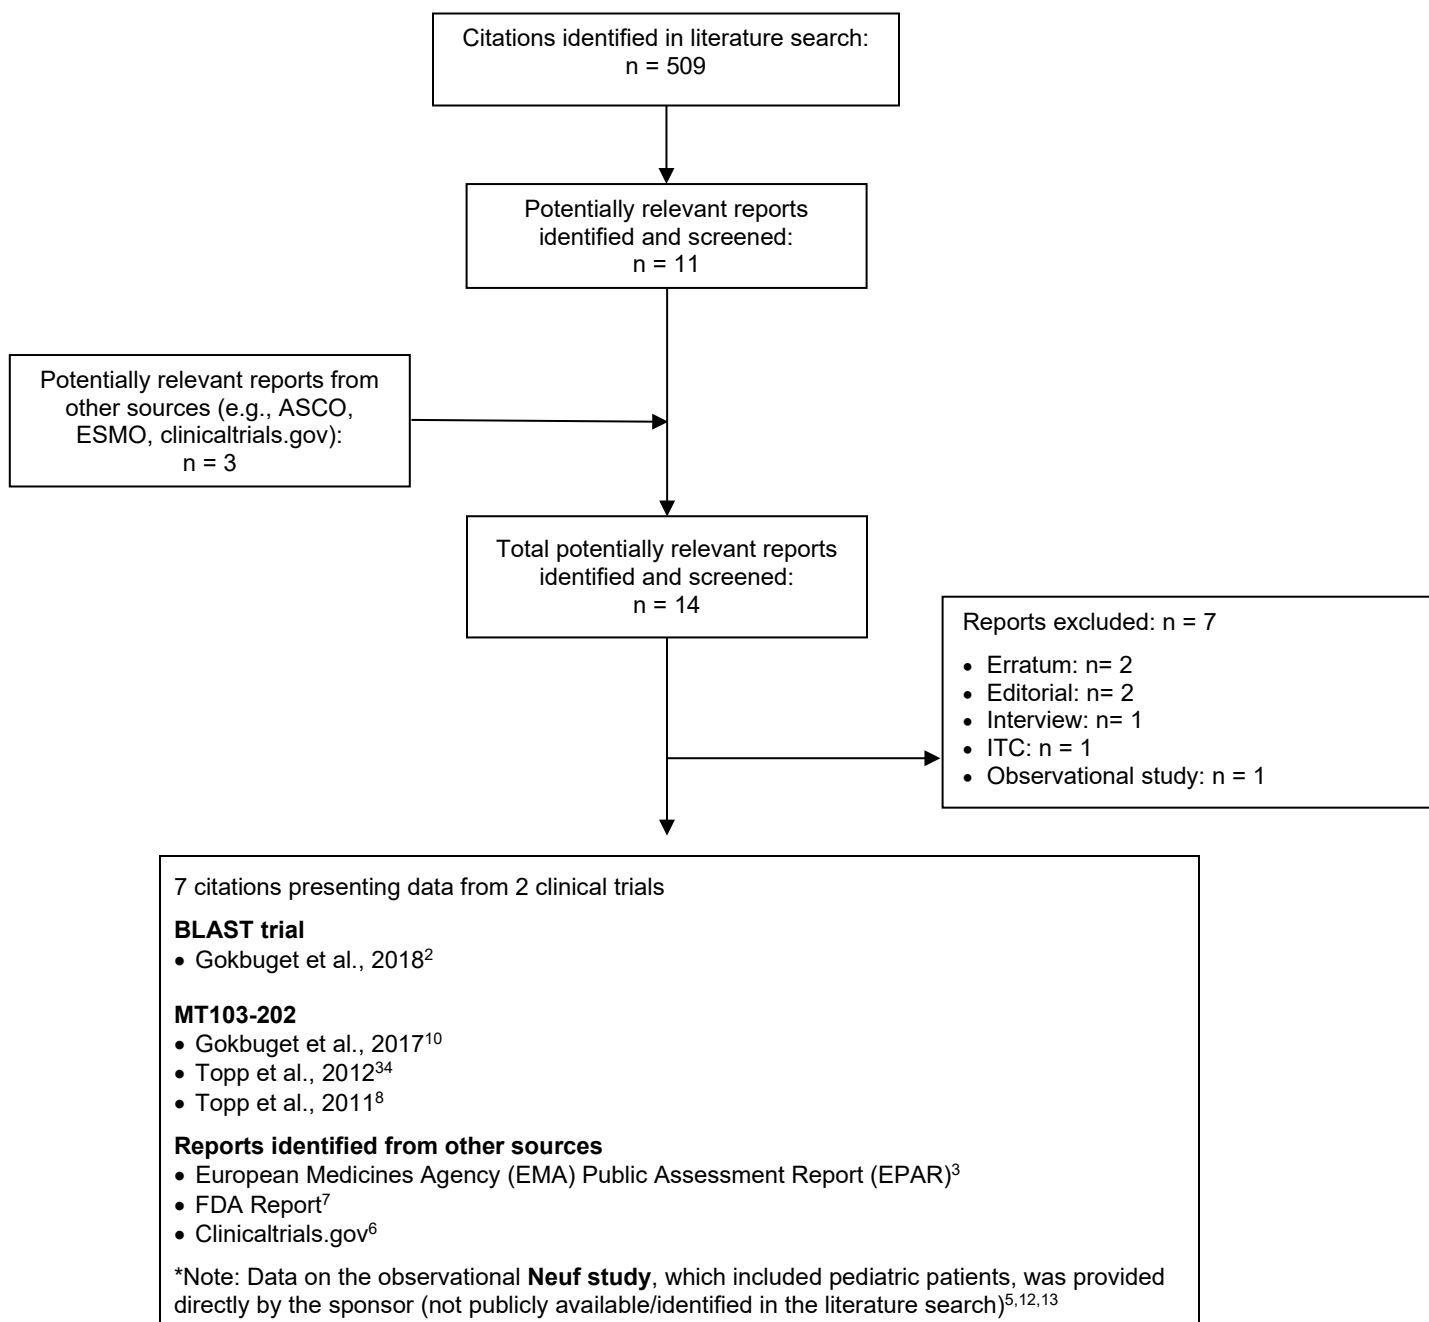 Citations identified in literature search:
n = 509
Potentially relevant reports
identified and screened:
n = 11
Potentially relevant reports from
other sources (e.g., ASCO,
ESMO, clinicaltrials.gov):
n = 3
Total potentially relevant reports
identified and screened:
n = 14
Reports excluded: n = 7
• Erratum: n= 2
• Editorial: n= 2
• Interview: n= 1
• ITC: n = 1
• Observational study: n = 1
7 citations presenting data from 2 clinical trials
BLAST trial
• Gokbuget et al., 2018²
MT103-202
• Gokbuget et al., 2017¹⁰
• Topp et al., 2012³⁴
• Topp et al., 2011⁸
Reports identified from other sources
• European Medicines Agency (EMA) Public Assessment Report (EPAR)³
• FDA Report⁷
• Clinicaltrials.gov⁶
*Note: Data on the observational Neuf study, which included pediatric patients, was provided
directly by the sponsor (not publicly available/identified in the literature search)⁵,¹²,¹³